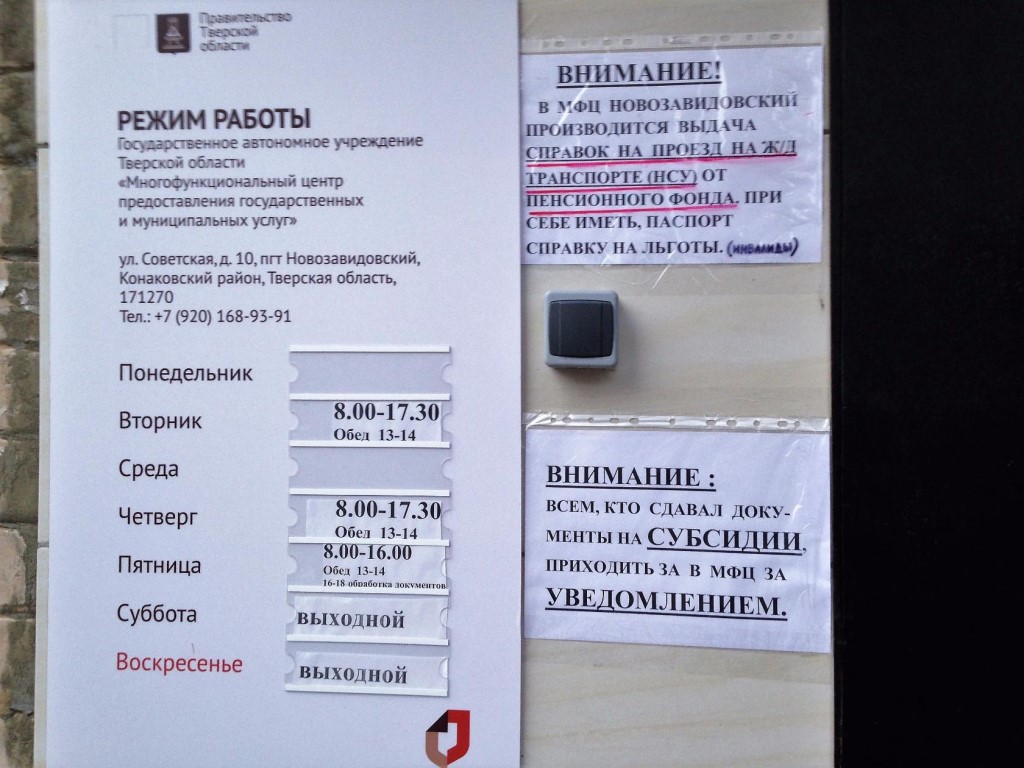 Правительство
Тверской
области
РЕЖИМ РАБОТЫ
Государственное автономное учреждение
Тверской области
«Многофункциональный центр
предоставления государственных
и муниципальных услуг»
ул. Советская, д. 10, пгт Новозавидовский,
Конаковский район, Тверская область,
171270
Тел.: +7 (920) 168-93-91
Понедельник
Вторник
8.00-17.30
Обед 13-14
Среда
Четверг
8.00-17.30
Обед 13-14
Пятница
8.00-16.00
Обед 13-14
16-18 обработка документов
Суббота
ВЫХОДНОЙ
Воскресенье
ВЫХОДНОЙ
ВНИМАНИЕ!
В МФЦ НОВОЗАВИДОВСКИЙ
ПРОИЗВОДИТСЯ ВЫДАЧА
СПРАВОК НА ПРОЕЗД НА Ж/Д
ТРАНСПОРТЕ (НСУ) ОТ
ПЕНСИОННОГО ФОНДА. ПРИ
СЕБЕ ИМЕТЬ, ПАСПОРТ
СПРАВКУ НА ЛЬГОТЫ. (инвалиды)
ВНИМАНИЕ :
ВСЕМ, КТО СДАВАЛ ДОКУ-
МЕНТЫ НА СУБСИДИИ,
ПРИХОДИТЬ ЗА В МФЦ ЗА
УВЕДОМЛЕНИЕМ.